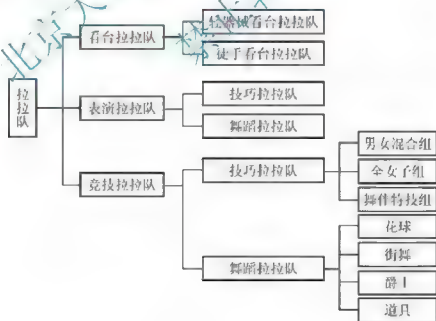 拉拉队
看台拉拉队
轻器械看台拉拉队
徒手看台拉拉队
表演拉拉队
技巧拉拉队
舞蹈拉拉队
竞技拉拉队
技巧拉拉队
男女混合组
全女子组
舞伴特技组
舞蹈拉拉队
花球
街舞
爵士
道具
北京